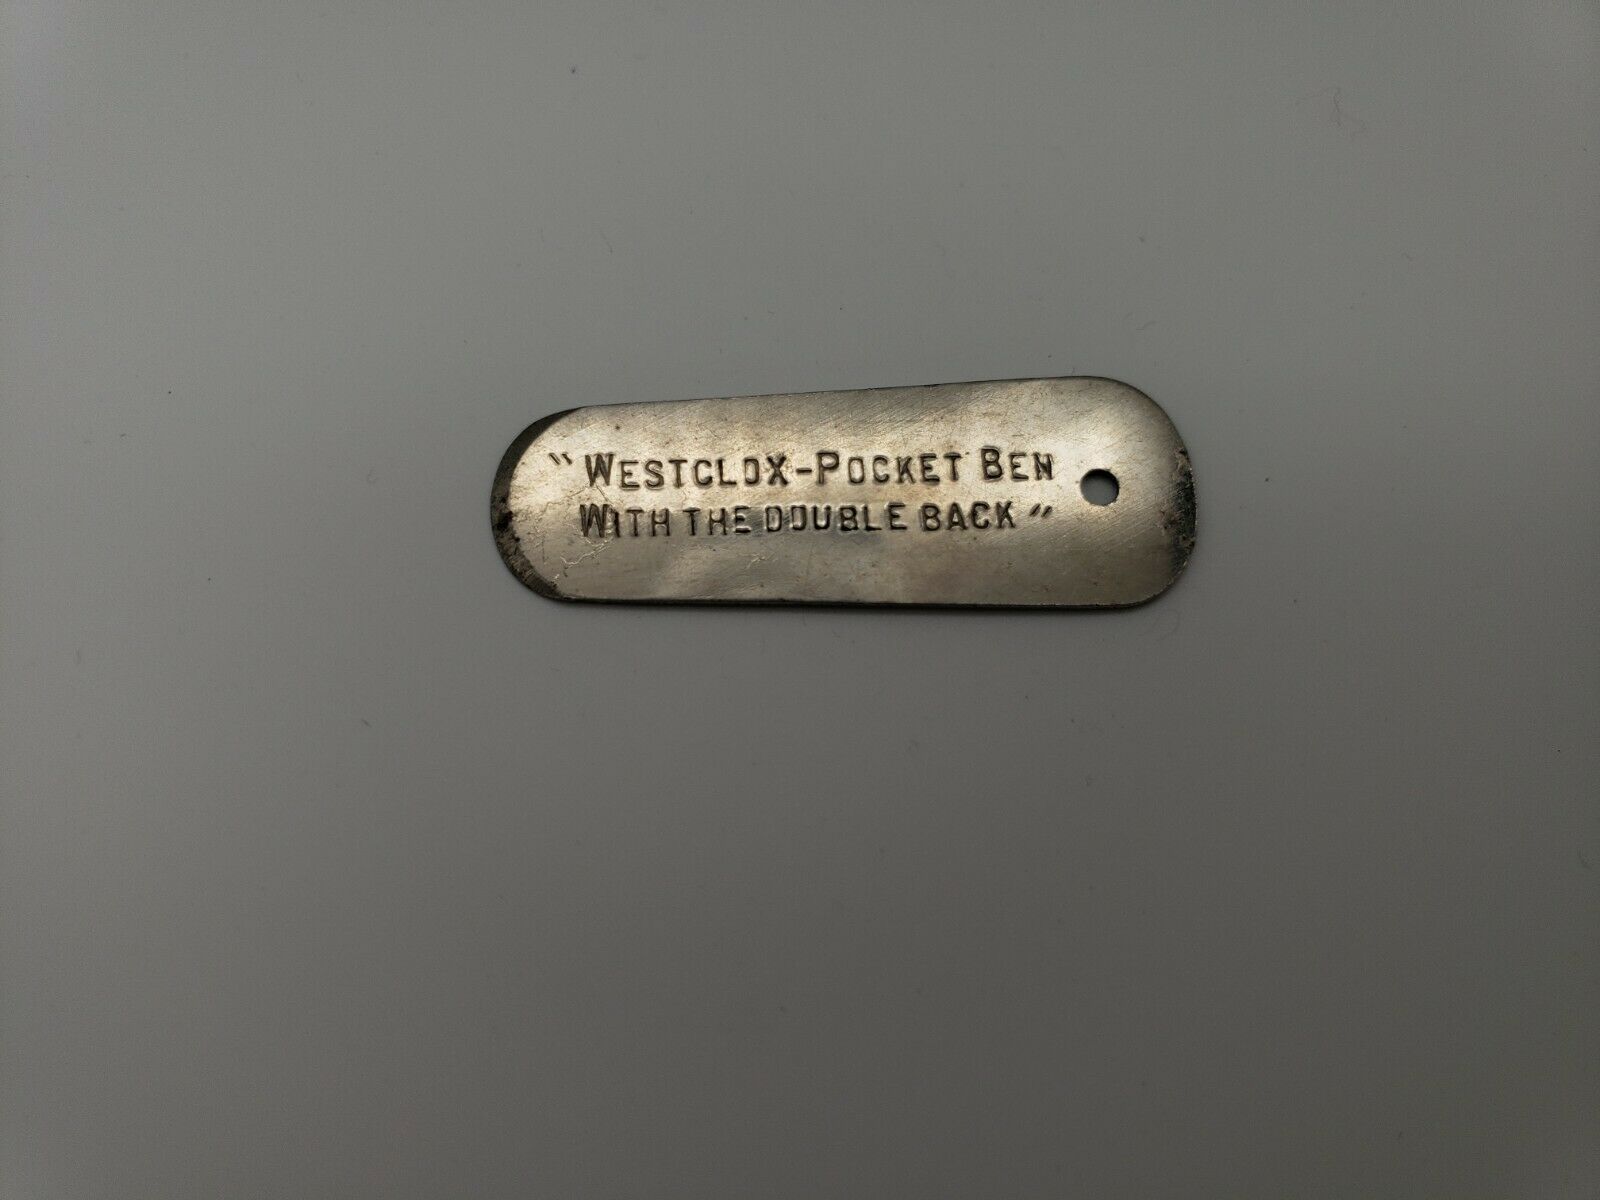 "WESTCLOX-POCKET BEN
WITH THE DOUBLE BACK"